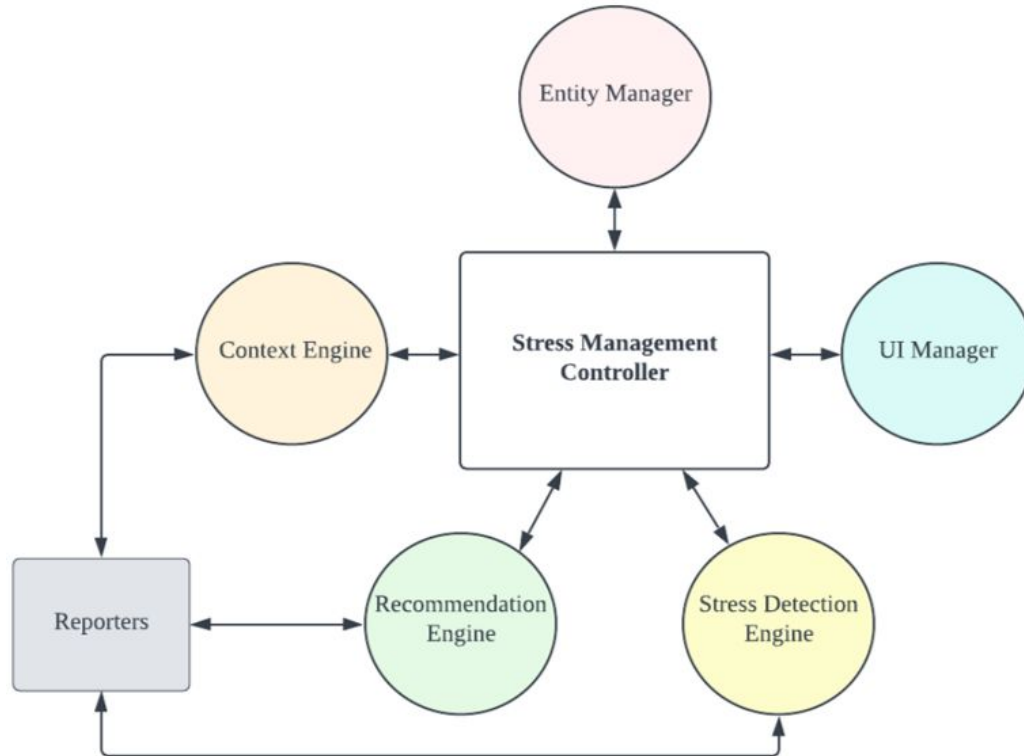 Entity Manager
Context Engine
Stress Management
Controller
UI Manager
Reporters
Recommendation
Engine
Stress Detection
Engine